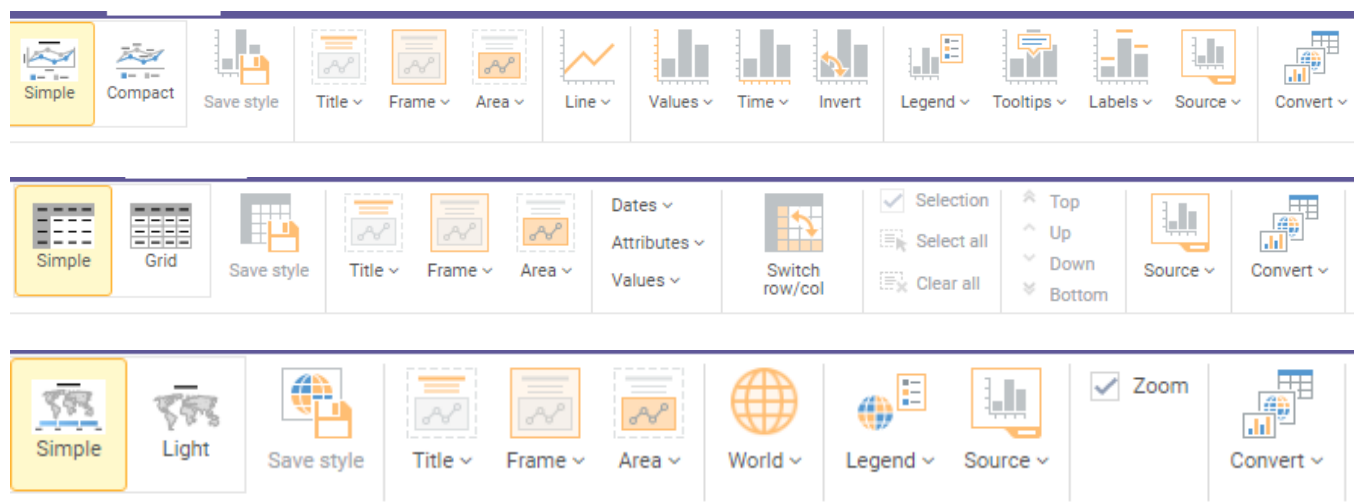 Simple Compact Save style Title Frame Area Line Values Time Invert Legend Tooltips Labels Source Convert
Dates Selection Top
Attributes Select all Up
Values Clear all Down
Bottom
Simple Grid Save style Title Frame Area Switch row/col Source Convert
Zoom
Simple Light Save style Title Frame Area World Legend Source Convert